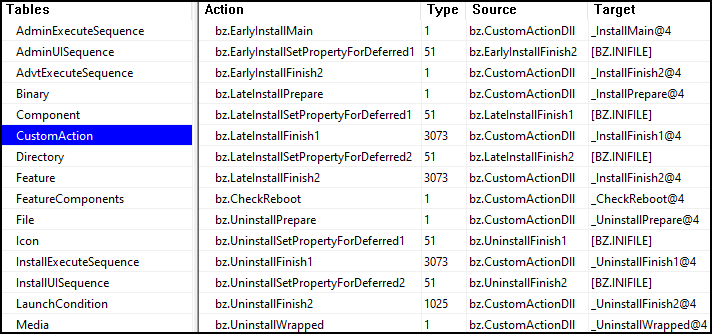 Tables Action Type Source Target
AdminExecuteSequence bz.EarlyInstallMain 1 bz.CustomActionDll _InstallMain@4
AdminUISequence bz.EarlyInstallSetPropertyForDeferred1 51 bz.EarlyInstallFinish2 [BZ.INIFILE]
AdvtExecuteSequence bz.EarlyInstallFinish2 1 bz.CustomActionDll _InstallFinish2@4
Binary bz.LateInstallPrepare 1 bz.CustomActionDll _InstallPrepare@4
Component bz.LateInstallSetPropertyForDeferred1 51 bz.LateInstallFinish1 [BZ.INIFILE]
CustomAction bz.LateInstallFinish1 3073 bz.CustomActionDll _InstallFinish1@4
Directory bz.LateInstallSetPropertyForDeferred2 51 bz.LateInstallFinish2 [BZ.INIFILE]
Feature bz.LateInstallFinish2 3073 bz.CustomActionDll _InstallFinish2@4
FeatureComponents bz.CheckReboot 1 bz.CustomActionDll _CheckReboot@4
File bz.UninstallPrepare 1 bz.CustomActionDll _UninstallPrepare@4
Icon bz.UninstallSetPropertyForDeferred1 51 bz.UninstallFinish1 [BZ.INIFILE]
InstallExecuteSequence bz.UninstallFinish1 3073 bz.CustomActionDll _UninstallFinish1@4
InstallUISequence bz.UninstallSetPropertyForDeferred2 51 bz.UninstallFinish2 [BZ.INIFILE]
LaunchCondition bz.UninstallFinish2 1025 bz.CustomActionDll _UninstallFinish2@4
Media bz.UninstallWrapped 1 bz.CustomActionDll _UninstallWrapped@4